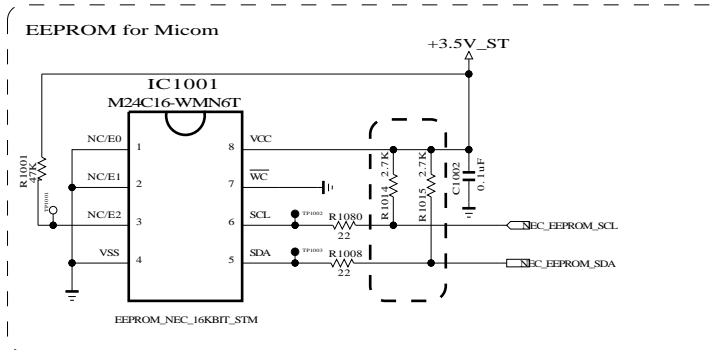 EEPROM for Micom
+3.5V_ST
IC1001
M24C16-WMN6T
NC/E0
1
8
VCC
NC/E1
2
7
WC
NC/E2
3
6
SCL
VSS
4
5
SDA
R1001
47K
TP1001
TP1002
TP1003
R1080
22
R1008
22
R1014 2.7K
R1015 2.7K
C1002
0.1uF
NEC_EEPROM_SCL
NEC_EEPROM_SDA
EEPROM_NEC_16KBIT_STM